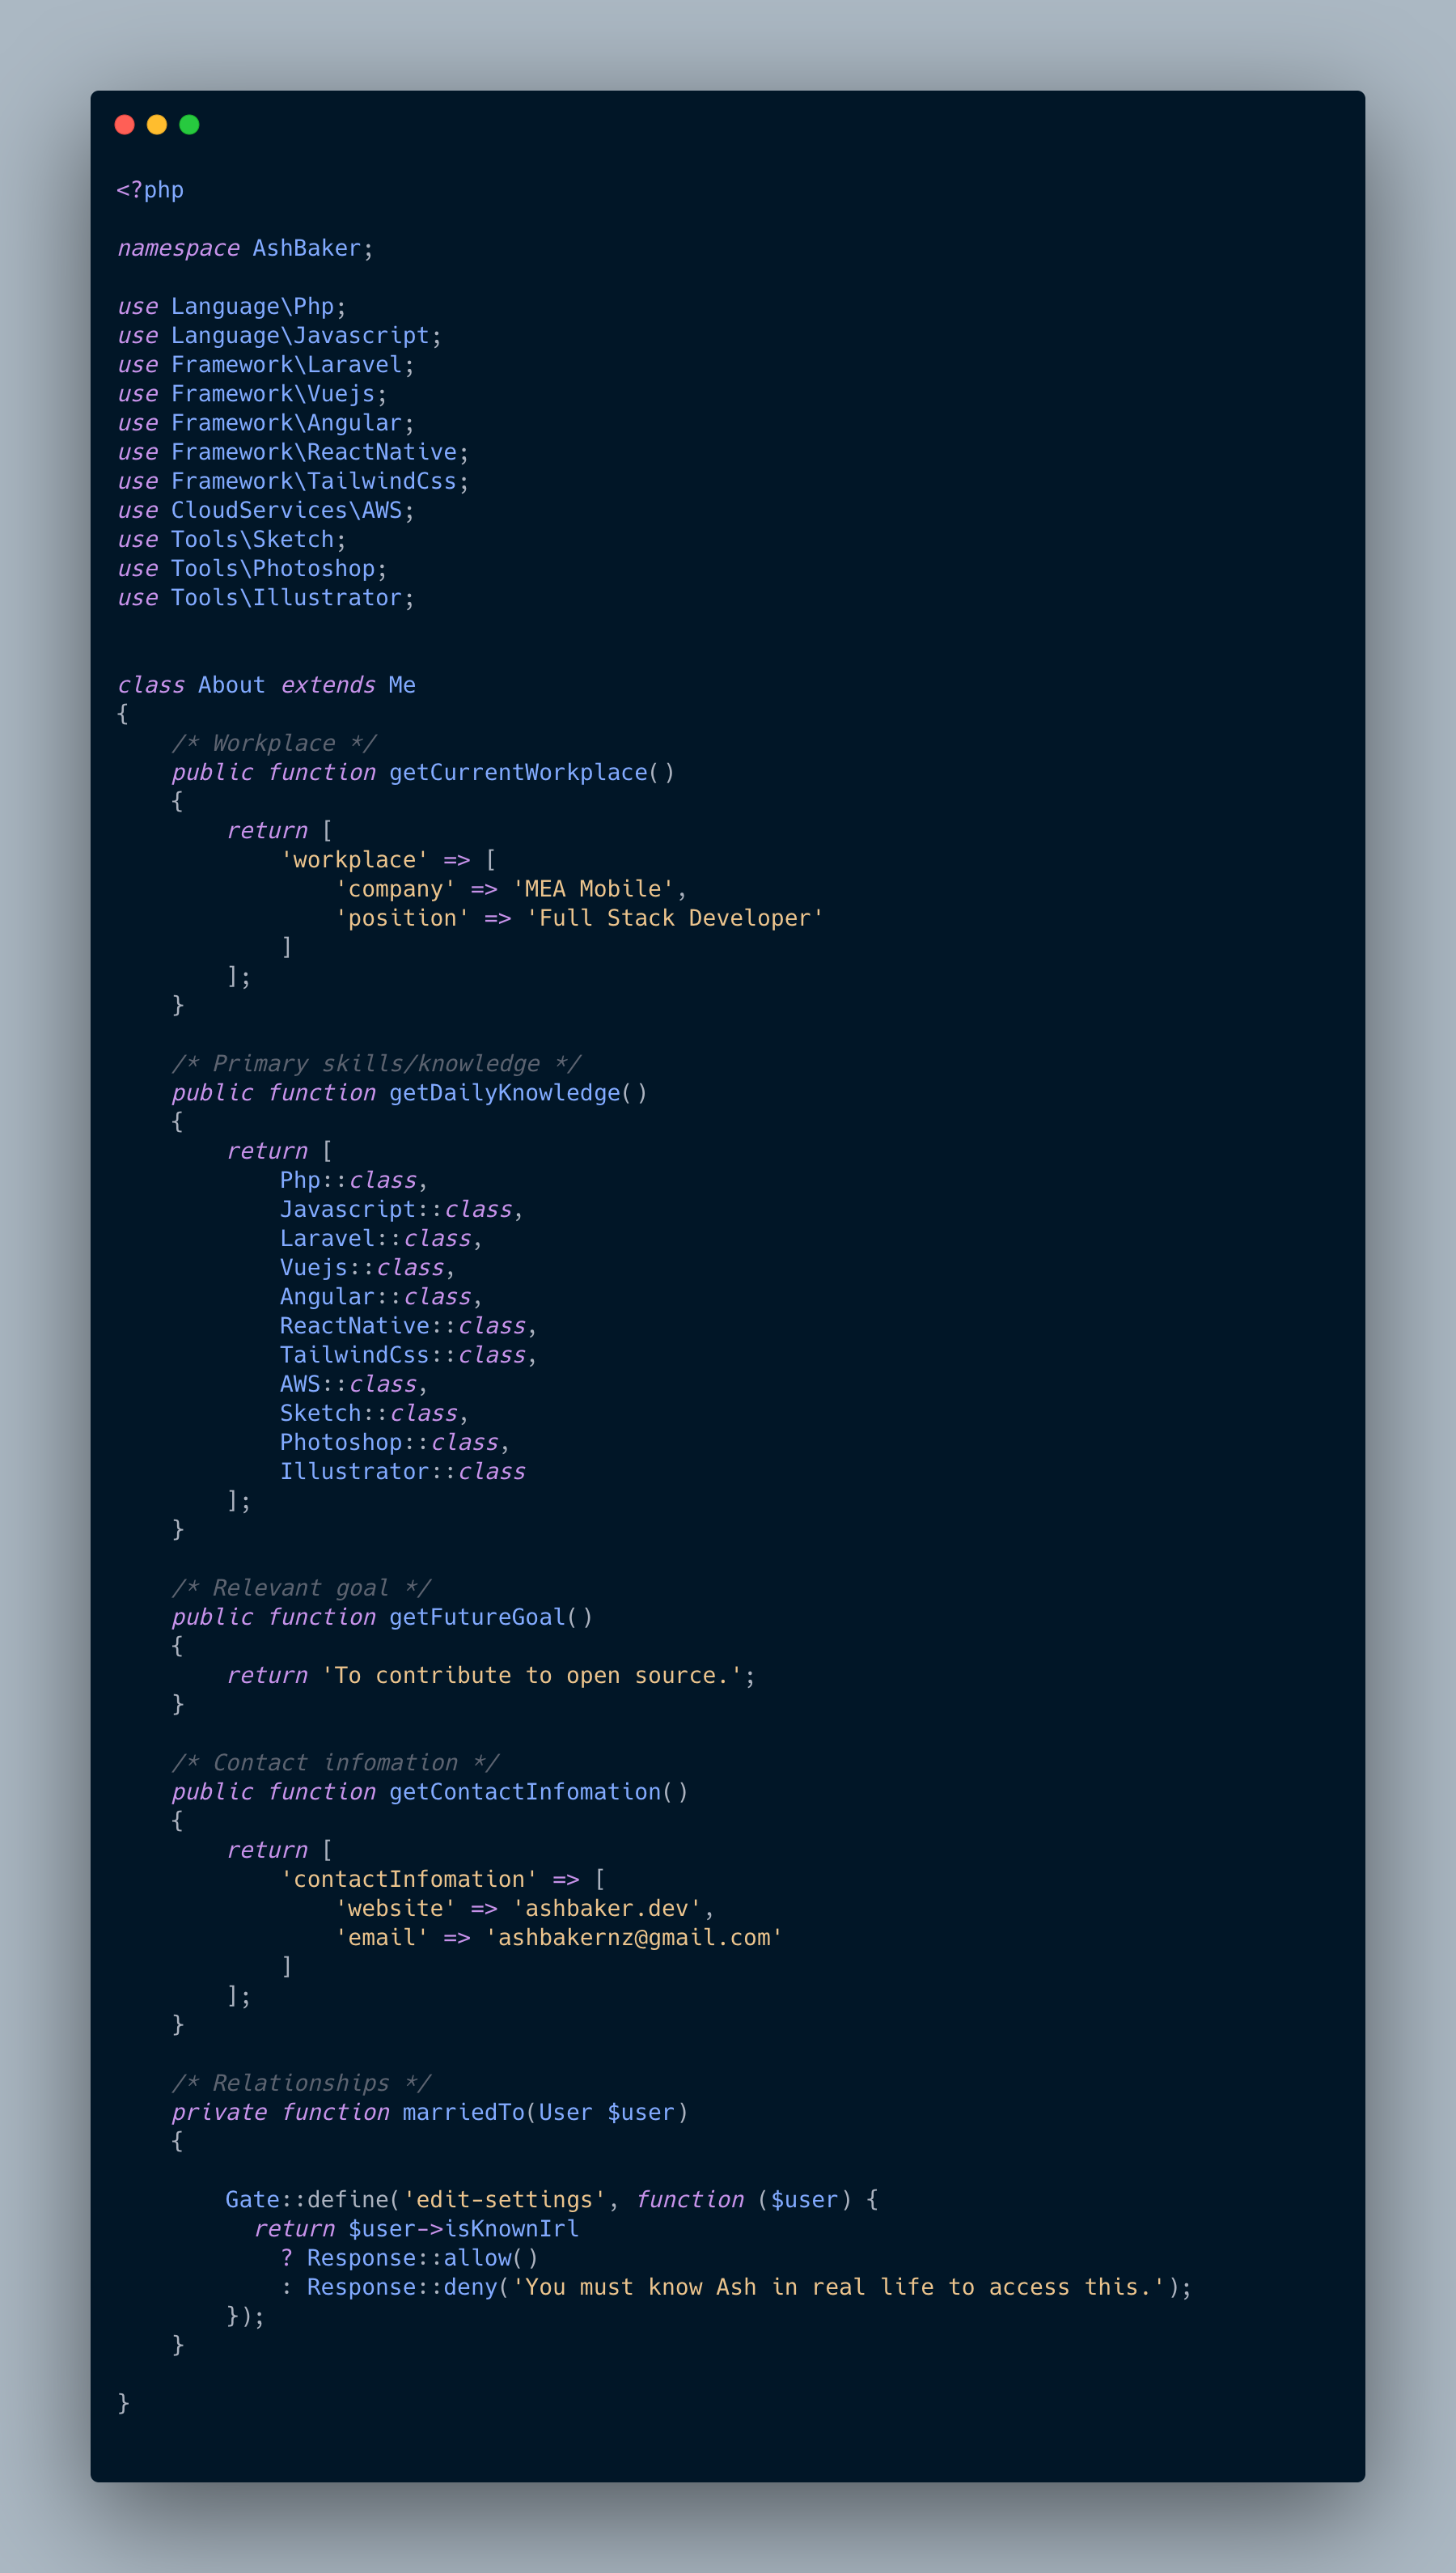 <?php

namespace AshBaker;

use Language\Php;
use Language\Javascript;
use Framework\Laravel;
use Framework\Vuejs;
use Framework\Angular;
use Framework\ReactNative;
use Framework\TailwindCss;
use CloudServices\AWS;
use Tools\Sketch;
use Tools\Photoshop;
use Tools\Illustrator;


class About extends Me
{
    /* Workplace */
    public function getCurrentWorkplace()
    {
        return [
            'workplace' => [
                'company' => 'MEA Mobile',
                'position' => 'Full Stack Developer'
            ]
        ];
    }

    /* Primary skills/knowledge */
    public function getDailyKnowledge()
    {
        return [
            Php::class,
            Javascript::class,
            Laravel::class,
            Vuejs::class,
            Angular::class,
            ReactNative::class,
            TailwindCss::class,
            AWS::class,
            Sketch::class,
            Photoshop::class,
            Illustrator::class
        ];
    }

    /* Relevant goal */
    public function getFutureGoal()
    {
        return 'To contribute to open source.';
    }

    /* Contact infomation */
    public function getContactInfomation()
    {
        return [
            'contactInfomation' => [
                'website' => 'ashbaker.dev',
                'email' => 'ashbakernz@gmail.com'
            ]
        ];
    }

    /* Relationships */
    private function marriedTo(User $user)
    {

        Gate::define('edit-settings', function ($user) {
          return $user->isKnownIrl
            ? Response::allow()
            : Response::deny('You must know Ash in real life to access this.');
        });
    }

}